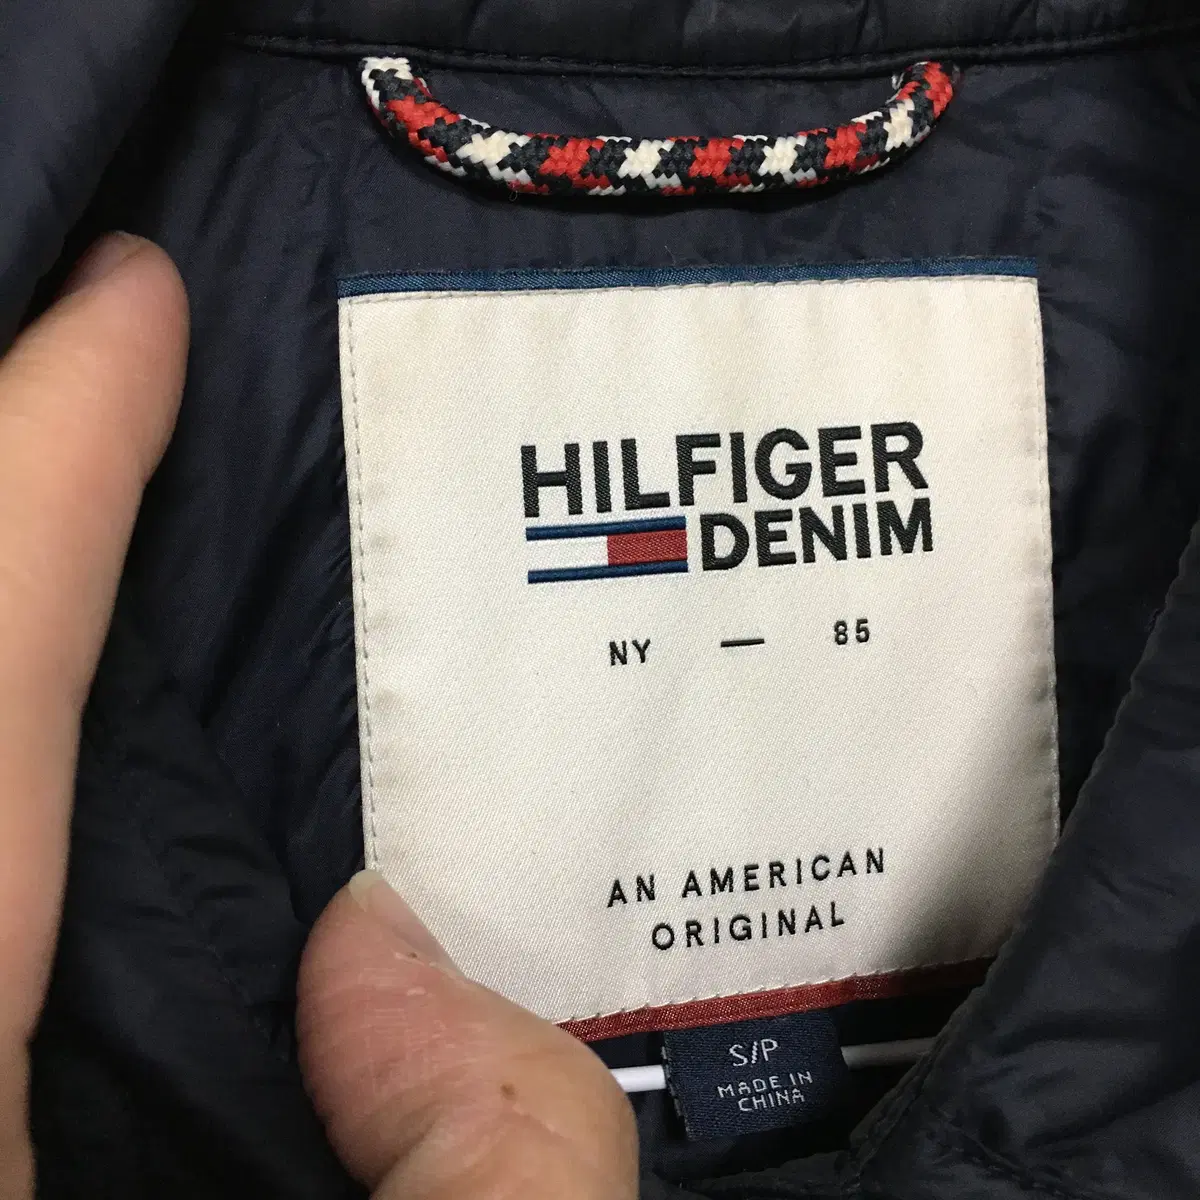 HILFIGER
DENIM
NY — 85
AN AMERICAN
ORIGINAL
S/P
MADE IN
CHINA